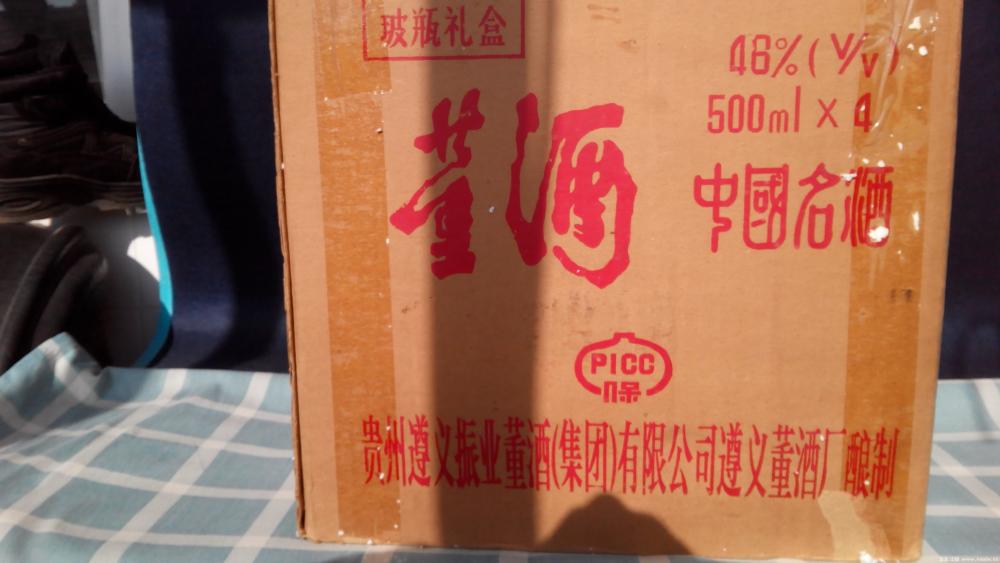 玻瓶礼盒
46%(V/v)
500ml×4
董酒
中國名酒
PICC
保
贵州遵义振业董酒(集团)有限公司遵义董酒厂酿制